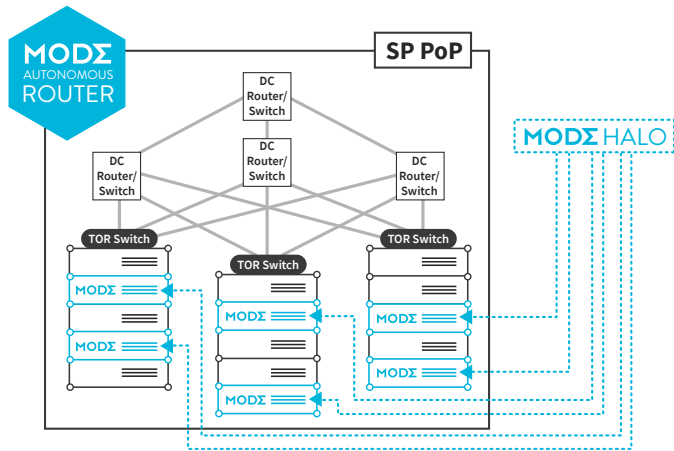 MODΣ
AUTONOMOUS
ROUTER
SP PoP
DC
Router/
Switch
MODΣ HALO
DC
Router/
Switch
DC
Router/
Switch
DC
Router/
Switch
TOR Switch
TOR Switch
TOR Switch
MODΣ
MODΣ
MODΣ
MODΣ
MODΣ
MODΣ